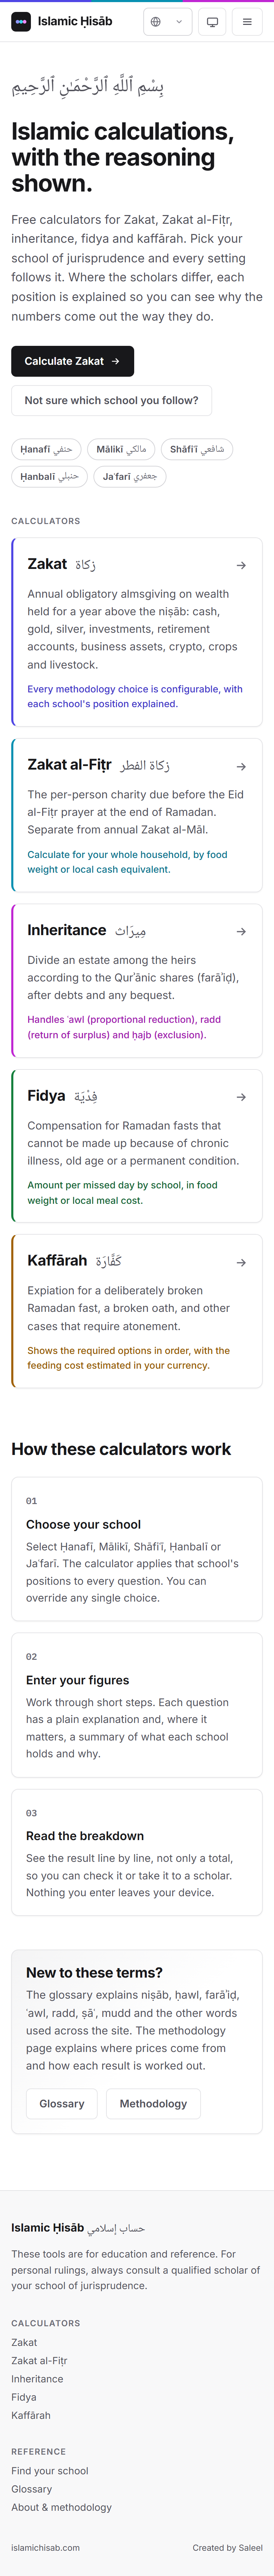 Islamic Ḥisāb
بِسْمِ ٱللَّهِ ٱلرَّحْمَـٰنِ ٱلرَّحِيمِ
Islamic calculations,
with the reasoning
shown.
Free calculators for Zakat, Zakat al-Fiṭr,
inheritance, fidya and kaffārah. Pick your
school of jurisprudence and every setting
follows it. Where the scholars differ, each
position is explained so you can see why the
numbers come out the way they do.
Calculate Zakat →
Not sure which school you follow?
Ḥanafī حنفي Mālikī مالكي Shāfiʿī شافعي
Ḥanbalī حنبلي Jaʿfarī جعفري
CALCULATORS
Zakat زكاة →
Annual obligatory almsgiving on wealth
held for a year above the niṣāb: cash,
gold, silver, investments, retirement
accounts, business assets, crypto, crops
and livestock.
Every methodology choice is configurable, with
each school's position explained.
Zakat al-Fiṭr زكاة الفطر →
The per-person charity due before the Eid
al-Fiṭr prayer at the end of Ramadan.
Separate from annual Zakat al-Māl.
Calculate for your whole household, by food
weight or local cash equivalent.
Inheritance مِيرَاث →
Divide an estate among the heirs
according to the Qurʾānic shares (farāʾiḍ),
after debts and any bequest.
Handles ʿawl (proportional reduction), radd
(return of surplus) and ḥajb (exclusion).
Fidya فِدْيَة →
Compensation for Ramadan fasts that
cannot be made up because of chronic
illness, old age or a permanent condition.
Amount per missed day by school, in food
weight or local meal cost.
Kaffārah كَفَّارَة →
Expiation for a deliberately broken
Ramadan fast, a broken oath, and other
cases that require atonement.
Shows the required options in order, with the
feeding cost estimated in your currency.
How these calculators work
01
Choose your school
Select Ḥanafī, Mālikī, Shāfiʿī, Ḥanbalī or
Jaʿfarī. The calculator applies that school's
positions to every question. You can
override any single choice.
02
Enter your figures
Work through short steps. Each question
has a plain explanation and, where it
matters, a summary of what each school
holds and why.
03
Read the breakdown
See the result line by line, not only a total,
so you can check it or take it to a scholar.
Nothing you enter leaves your device.
New to these terms?
The glossary explains niṣāb, ḥawl, farāʾiḍ,
ʿawl, radd, ṣāʿ, mudd and the other words
used across the site. The methodology
page explains where prices come from
and how each result is worked out.
Glossary Methodology
Islamic Ḥisāb حساب إسلامي
These tools are for education and reference. For
personal rulings, always consult a qualified scholar of
your school of jurisprudence.
CALCULATORS
Zakat
Zakat al-Fiṭr
Inheritance
Fidya
Kaffārah
REFERENCE
Find your school
Glossary
About & methodology
islamichisab.com Created by Saleel